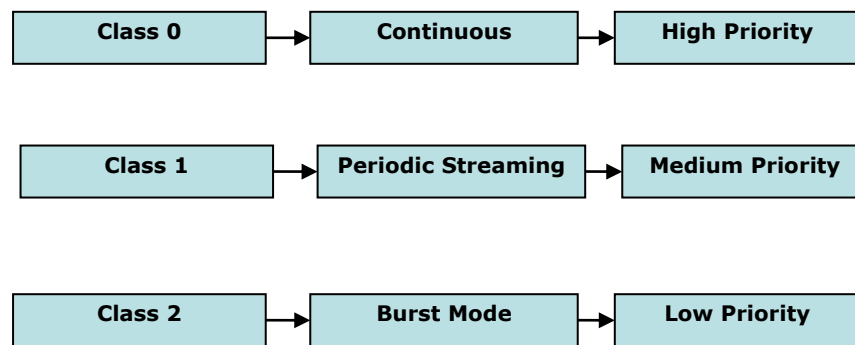 Class 0 Continuous High Priority
Class 1 Periodic Streaming Medium Priority
Class 2 Burst Mode Low Priority